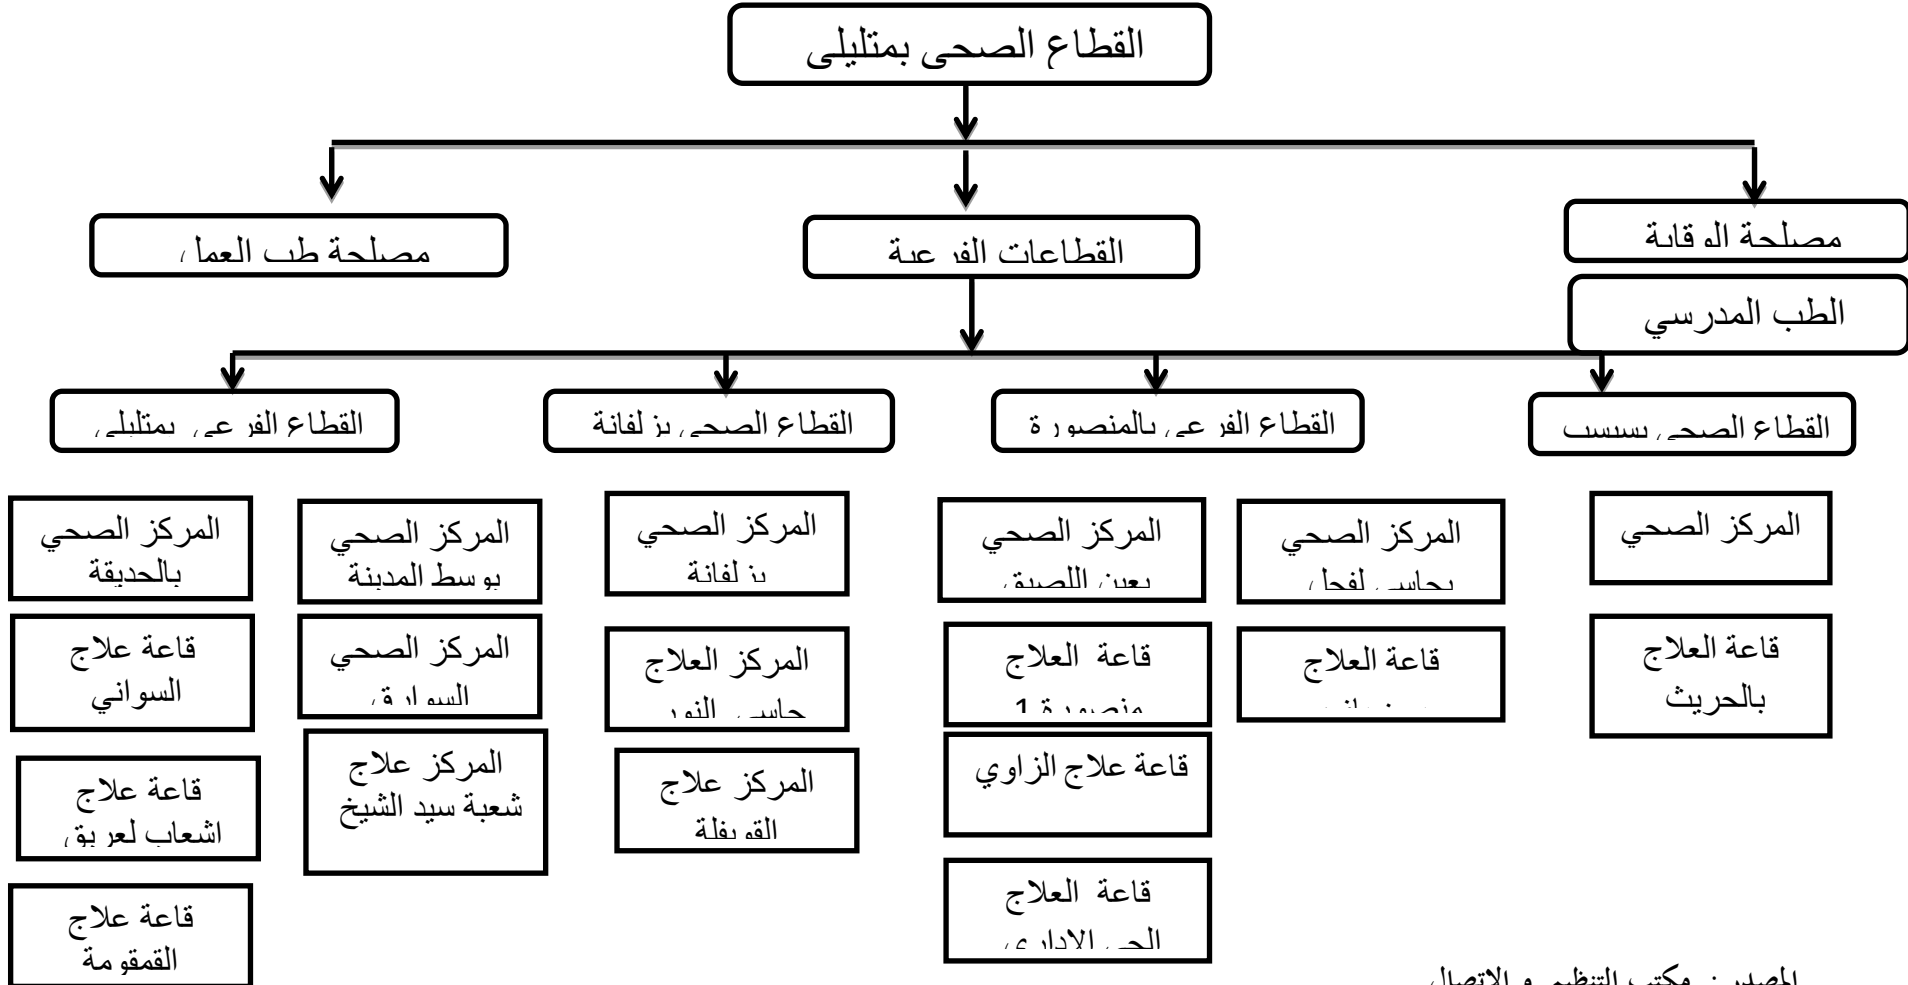 القطاع الصحي بمتليلي
مصلحة الوقاية
القطاعات الفرعية
مصلحة طب العمل
الطب المدرسي
القطاع الصحي بسبسب
القطاع الفرعي بالمنصورة
القطاع الصحي بزلفانة
القطاع الفرعي بمتليلي
المركز الصحي
قاعة العلاج
بالحريث
المركز الصحي
بحاسي لفحل
قاعة العلاج
المركز الصحي
بعين اللصيق
قاعة العلاج
منصورة 1
قاعة علاج الزاوي
قاعة العلاج
الحي الاداري
المركز الصحي
بزلفانة
المركز العلاج
حاسي النور
المركز علاج
القويفلة
المركز الصحي
بوسط المدينة
المركز الصحي
السوارق
المركز علاج
شعبة سيد الشيخ
المركز الصحي
بالحديقة
قاعة علاج
السواني
قاعة علاج
اشعاب لعريق
قاعة علاج
القمقومة
المصدر : مكتب التنظيم و الاتصال